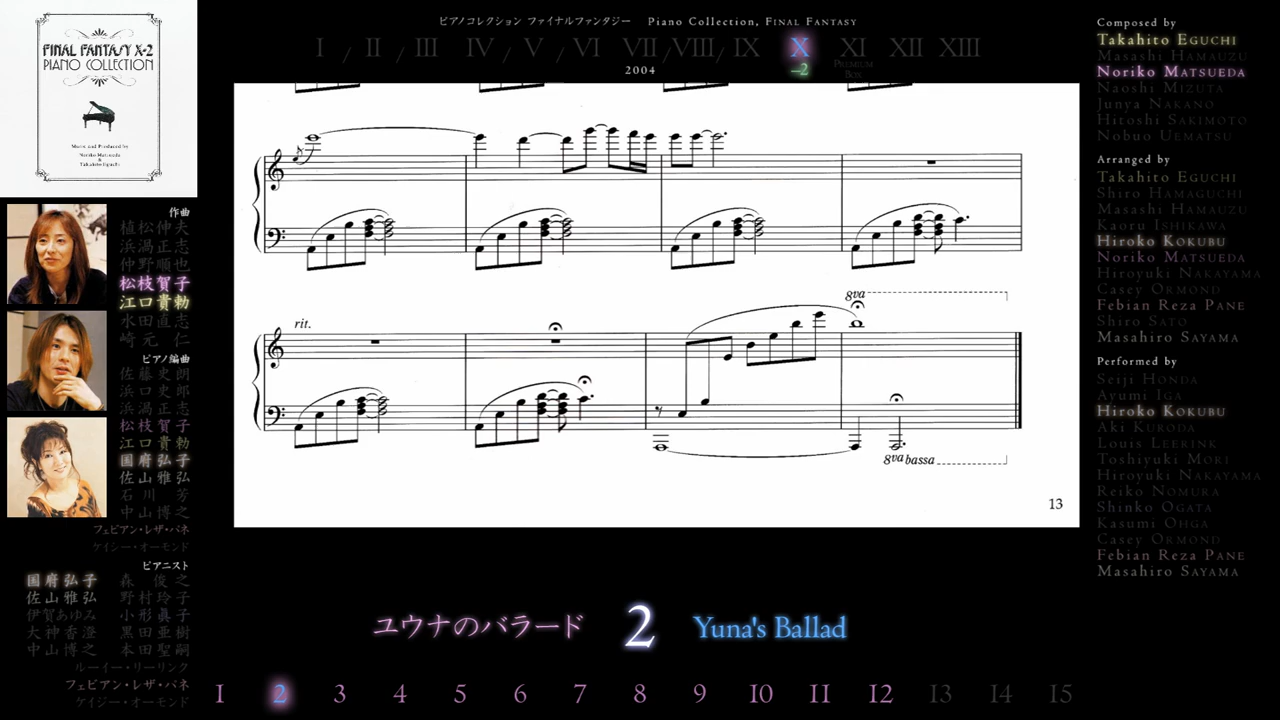 ピアノコレクション ファイナルファンタジー Piano Collection, FINAL FANTASY
I / II / III IV / V / VI VII / VIII / IX X XI XII XIII
-2
PREMIUM
BOX
2004
FINAL FANTASY X-2
PIANO COLLECTION
Music and Produced by
Noriko Matsueda
&
Takahito Eguchi
作曲
植松伸夫
浜渦正志
仲野順也
松枝賀子
江口貴勅
水田直志
崎元 仁
ピアノ編曲
佐藤史朗
浜口史郎
浜渦正志
松枝賀子
江口貴勅
国府弘子
佐山雅弘
石川 芳
中山博之
フェビアン・レザ・パネ
ケイシー・オーモンド
ピアニスト
国府弘子 森 俊之
佐山雅弘 野村玲子
伊賀あゆみ 小形眞子
大神香澄 黒田亜樹
中山博之 本田聖嗣
ルーイー・リーリンク
フェビアン・レザ・パネ
ケイジー・オーモンド
rit.
8va
8va bassa
13
Composed by
Takahito EGUCHI
Masashi HAMAUZU
Noriko MATSUEDA
Naoshi MIZUTA
Junya NAKANO
Hitoshi SAKIMOTO
Nobuo UEMATSU
Arranged by
Takahito EGUCHI
Shiro HAMAGUCHI
Masashi HAMAUZU
Kaoru ISHIKAWA
Hiroko KOKUBU
Noriko MATSUEDA
Hiroyuki NAKAYAMA
Casey ORMOND
Febian Reza PANE
Shiro SATO
Masahiro SAYAMA
Performed by
Seiji HONDA
Ayumi IGA
Hiroko KOKUBU
Aki KURODA
Louis LEERINK
Toshiyuki MORI
Hiroyuki NAKAYAMA
Reiko NOMURA
Shinko OGATA
Kasumi OHGA
Casey ORMOND
Febian Reza PANE
Masahiro SAYAMA
ユウナのバラード 2 Yuna's Ballad
1 2 3 4 5 6 7 8 9 10 11 12 13 14 15